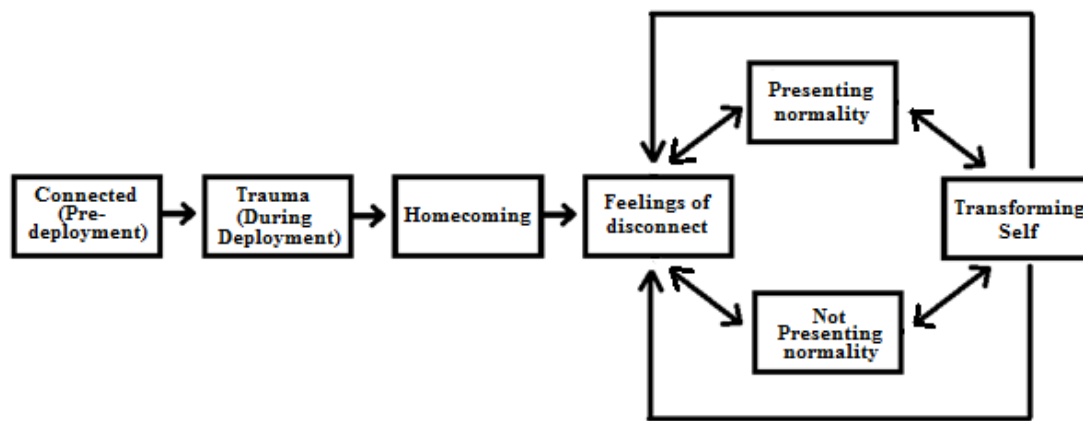 Connected
(Pre-
deployment)
Trauma
(During
Deployment)
Homecoming
Feelings of
disconnect
Presenting
normality
Not
Presenting
normality
Transforming
Self